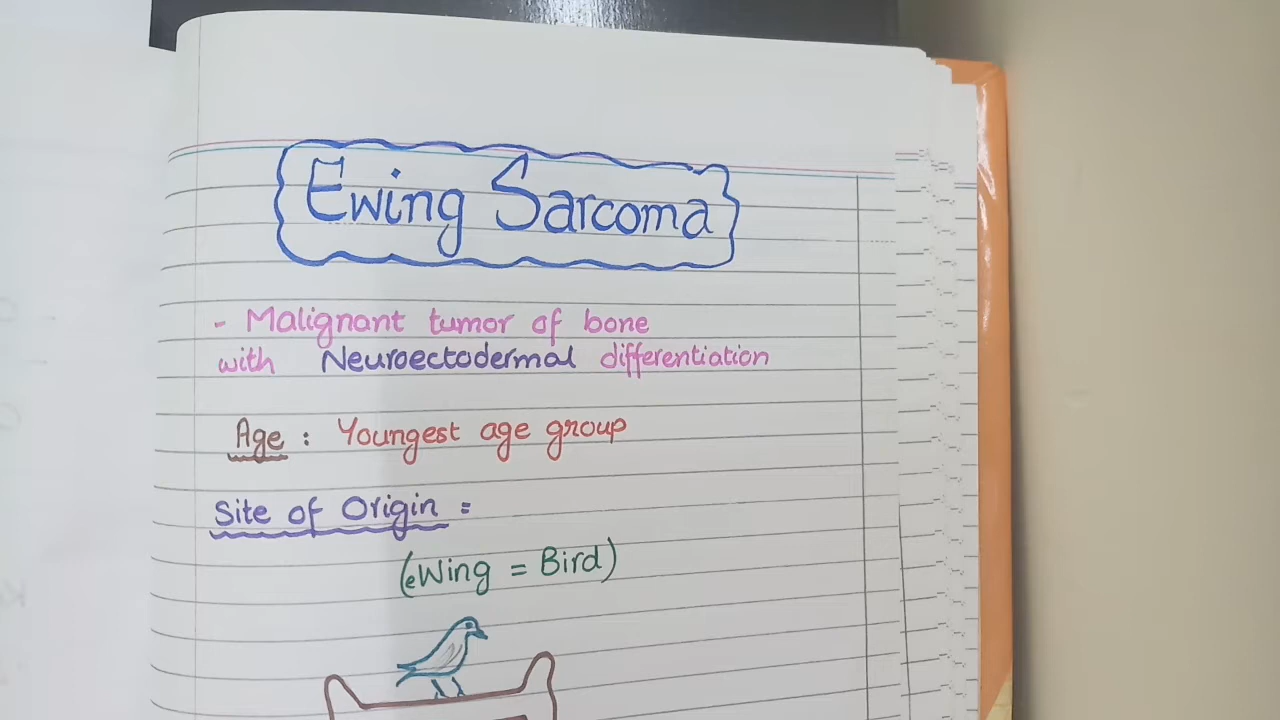 Ewing Sarcoma
- Malignant tumor of bone
with Neuroectodermal differentiation
Age : Youngest age group
Site of Origin :
(eWing = Bird)